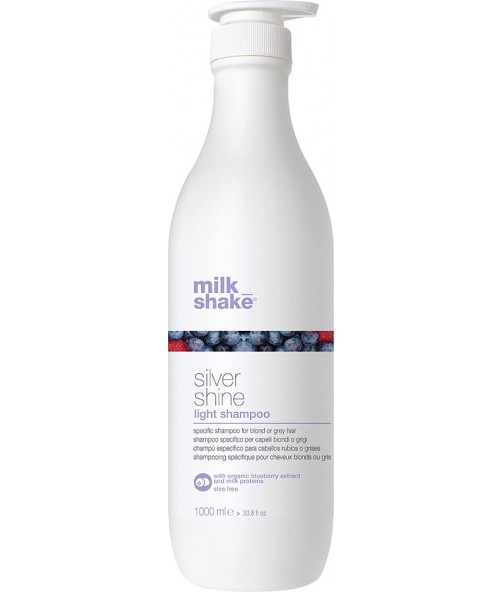 milk_
shake®
silver
shine
light shampoo
specific shampoo for blond or grey hair
shampoo specifico per capelli biondi o grigi
champú específico para cabellos rubios o grises
shampooing spécifique pour cheveux blonds ou gris
with organic blueberry extract
and milk proteins
sles free
1000 ml e > 33,8 fl oz